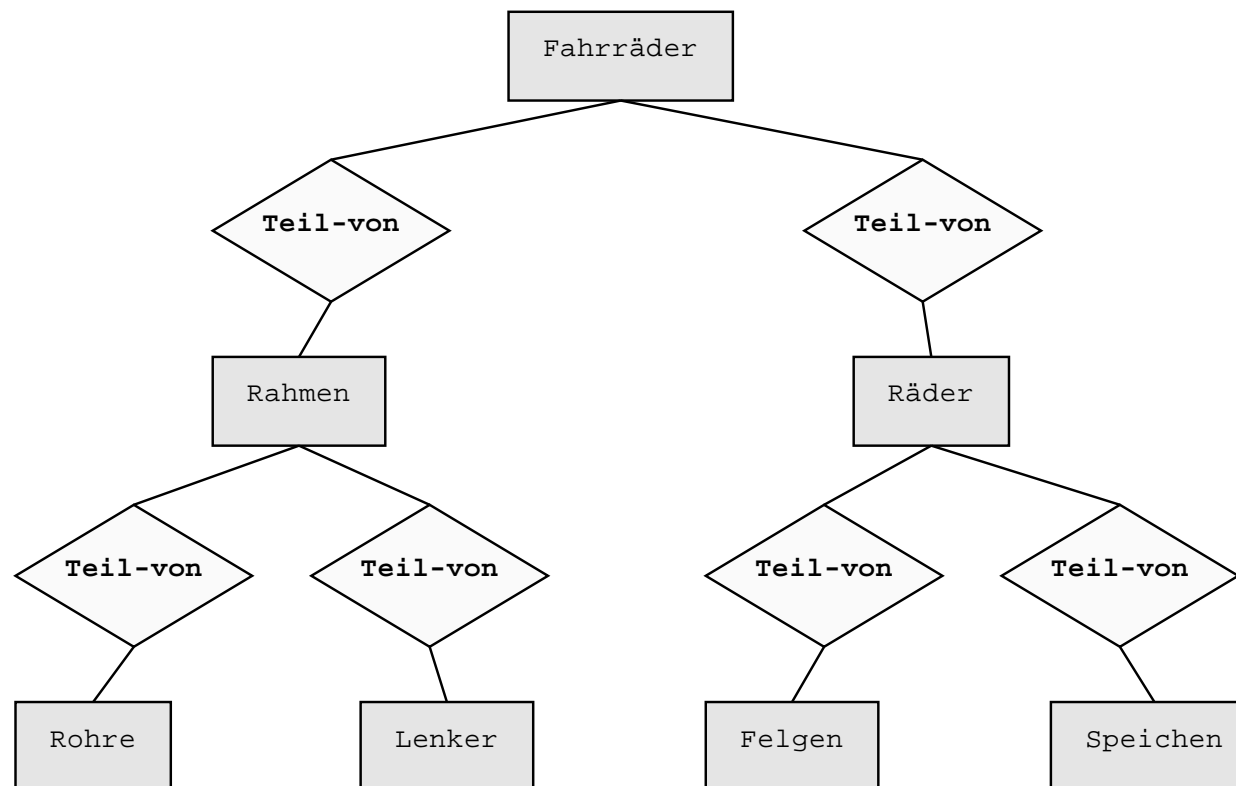 Fahrräder
Teil-von
Teil-von
Rahmen
Räder
Teil-von
Teil-von
Teil-von
Teil-von
Rohre
Lenker
Felgen
Speichen